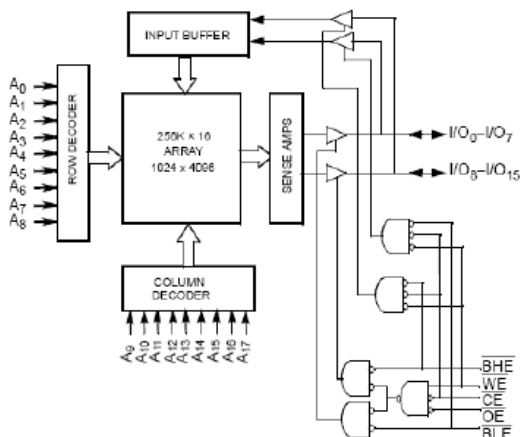 INPUT BUFFER
A0
A1
A2
A3
A4
A5
A6
A7
A8
ROW DECODER
256K × 16
ARRAY
1024 x 4096
SENSE AMPS
I/O0–I/O7
I/O8–I/O15
COLUMN
DECODER
A9
A10
A11
A12
A13
A14
A15
A16
A17
BHE
WE
CE
OE
BLE